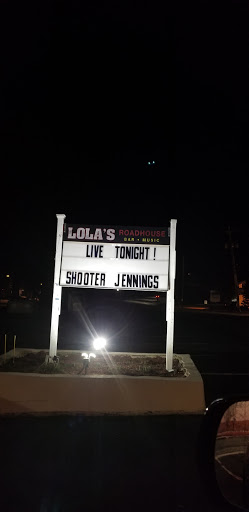 LOLA'S ROADHOUSE
BAR • MUSIC
LIVE TONIGHT!
SHOOTER JENNINGS